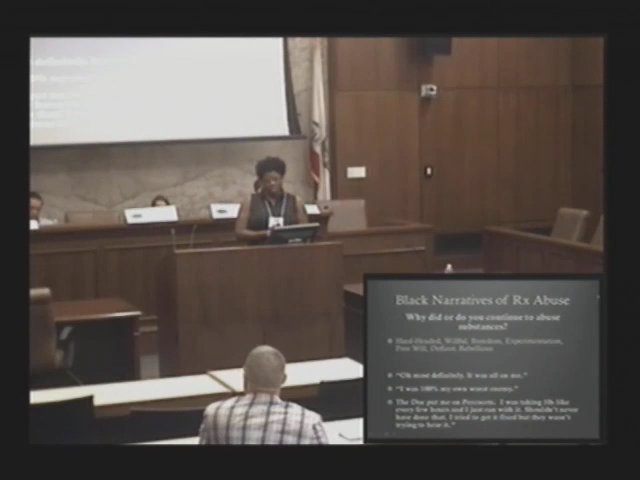 Black Narratives of Rx Abuse
Why did or do you continue to abuse
substances?
Hard-Headed, Willful, Boredom, Experimentation,
Free Will, Defiant, Rebellious
"Oh most definitely. It was all on me."
"I was 100% my own worst enemy."
The Doc put me on Percocets. I was taking 10s like
every few hours and I just ran with it. Shouldn't never
have done that. I tried to get it fixed but they wasn't
trying to hear it."